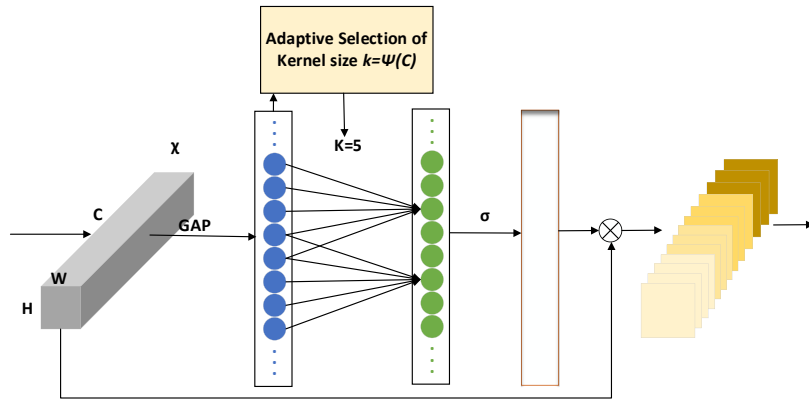 Adaptive Selection of
Kernel size k=Ψ(C)
K=5
χ
C
GAP
σ
W
H